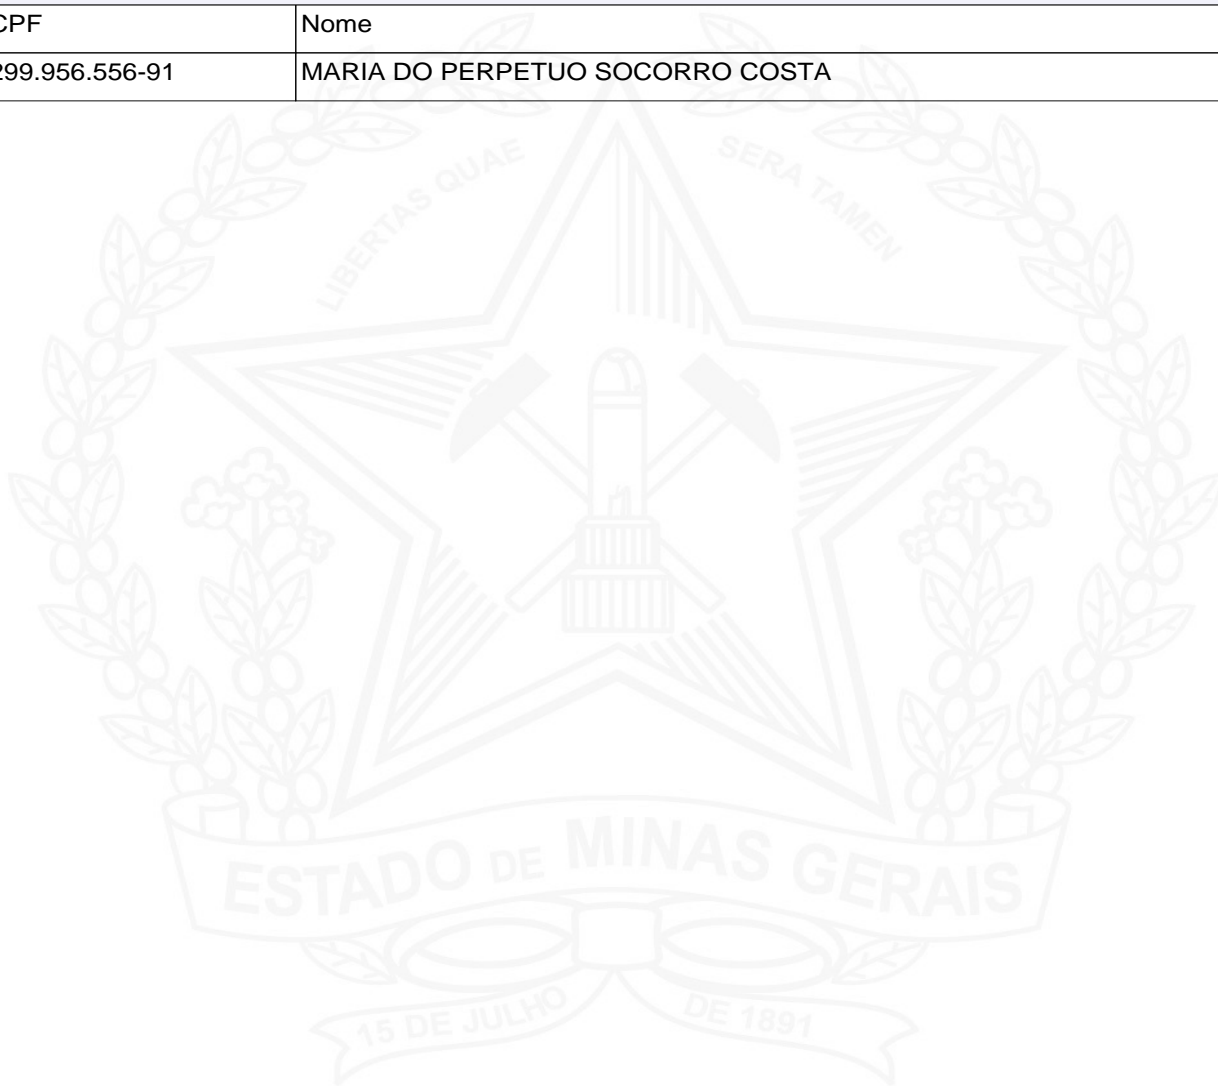 CPF Nome
299.956.556-91 MARIA DO PERPETUO SOCORRO COSTA
LIBERTAS QUAE SERA TAMEN
ESTADO DE MINAS GERAIS
15 DE JULHO DE 1891